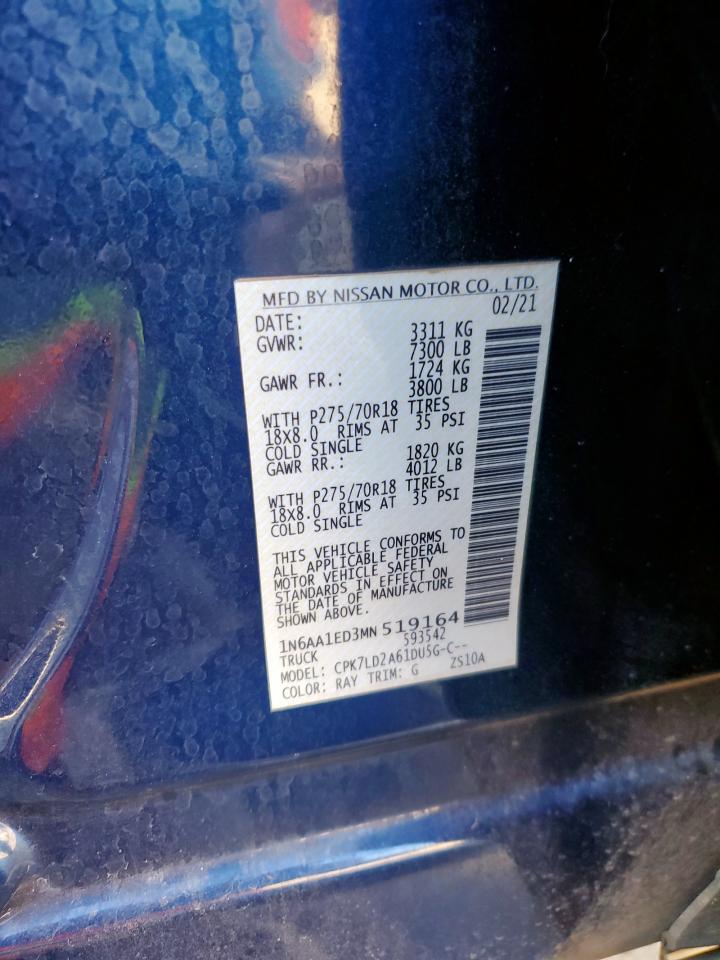 MFD BY NISSAN MOTOR CO., LTD.
DATE: 02/21
GVWR: 3311 KG
7300 LB
GAWR FR.: 1724 KG
3800 LB
WITH P275/70R18 TIRES
18X8.0 RIMS AT 35 PSI
COLD SINGLE
GAWR RR.: 1820 KG
4012 LB
WITH P275/70R18 TIRES
18X8.0 RIMS AT 35 PSI
COLD SINGLE
THIS VEHICLE CONFORMS TO
ALL APPLICABLE FEDERAL
MOTOR VEHICLE SAFETY
STANDARDS IN EFFECT ON
THE DATE OF MANUFACTURE
SHOWN ABOVE.
1N6AA1ED3MN519164
TRUCK 593542
MODEL: CPK7LD2A61DU5G-C--
COLOR: RAY TRIM: G ZS10A